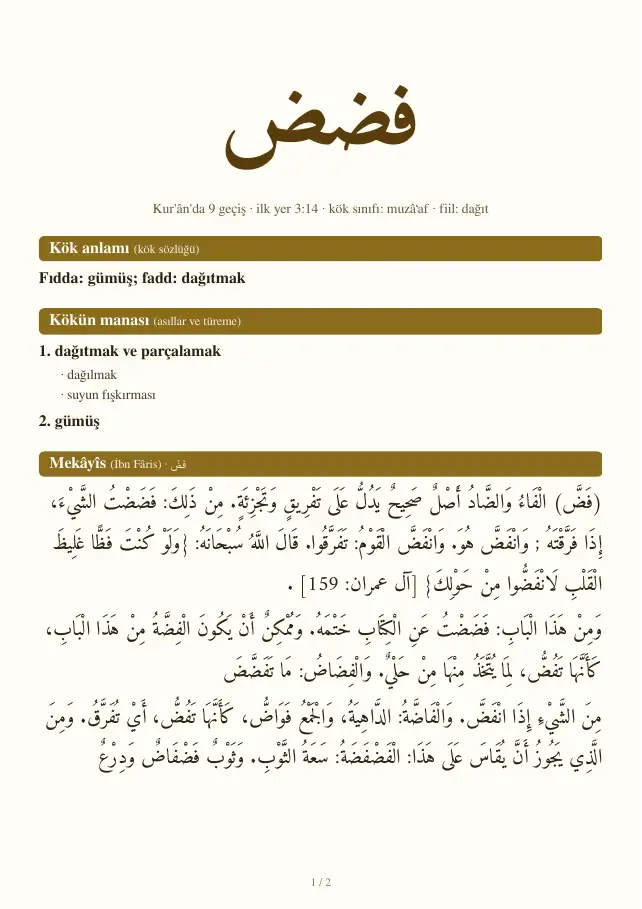 فضض
Kur'ân'da 9 geçiş · ilk yer 3:14 · kök sınıfı: muzâ‘af · fiil: dağıt
Kök anlamı (kök sözlüğü)
Fıdda: gümüş; fadd: dağıtmak
Kökün manası (asıllar ve türeme)
1. dağıtmak ve parçalamak
· dağılmak
· suyun fışkırması
2. gümüş
Mekâyîs (İbn Fâris) · فَضَّ
(فَضَّ) الْفَاءُ وَالضَّادُ أَصْلٌ صَحِيحٌ يَدُلُّ عَلَى تَفْرِيقٍ وَتَجْزِئَةٍ. مِنْ ذَلِكَ: فَضَضْتُ الشَّيْءَ،
إِذَا فَرَّقْتَهُ ; وَانْفَضَّ هُوَ. وَانْفَضَّ الْقَوْمُ: تَفَرَّقُوا. قَالَ اللَّهُ سُبْحَانَهُ: {وَلَوْ كُنْتَ فَظًّا غَلِيظَ
الْقَلْبِ لَانْفَضُّوا مِنْ حَوْلِكَ} [آل عمران: 159] .
وَمِنْ هَذَا الْبَابِ: فَضَضْتُ عَنِ الْكِتَابِ خَتْمَهُ. وَمُمْكِنٌ أَنْ يَكُونَ الْفِضَّةُ مِنْ هَذَا الْبَابِ،
كَأَنَّهَا تَفُضُّ، لِمَا يُتَّخَذُ مِنْهَا مِنْ حَلْيٌ. وَالْفِضَاضُ: مَا تَفَضَّضَ
مِنَ الشَّيْءِ إِذَا انْفَضَّ. وَالْفَاضَّةُ: الدَّاهِيَةُ، وَالْجَمْعُ فَوَاضُّ، كَأَنَّهَا تَفُضُّ، أَيْ تُفَرَّقُ. وَمِنَ
الَّذِي يَجُوزُ أَنَّ يُقَاسَ عَلَى هَذَا: الْفَضْفَضَةُ: سَعَةُ الثَّوْبِ. وَثَوْبٌ فَضْفَاضٌ وَدِرْعٌ
1 / 2